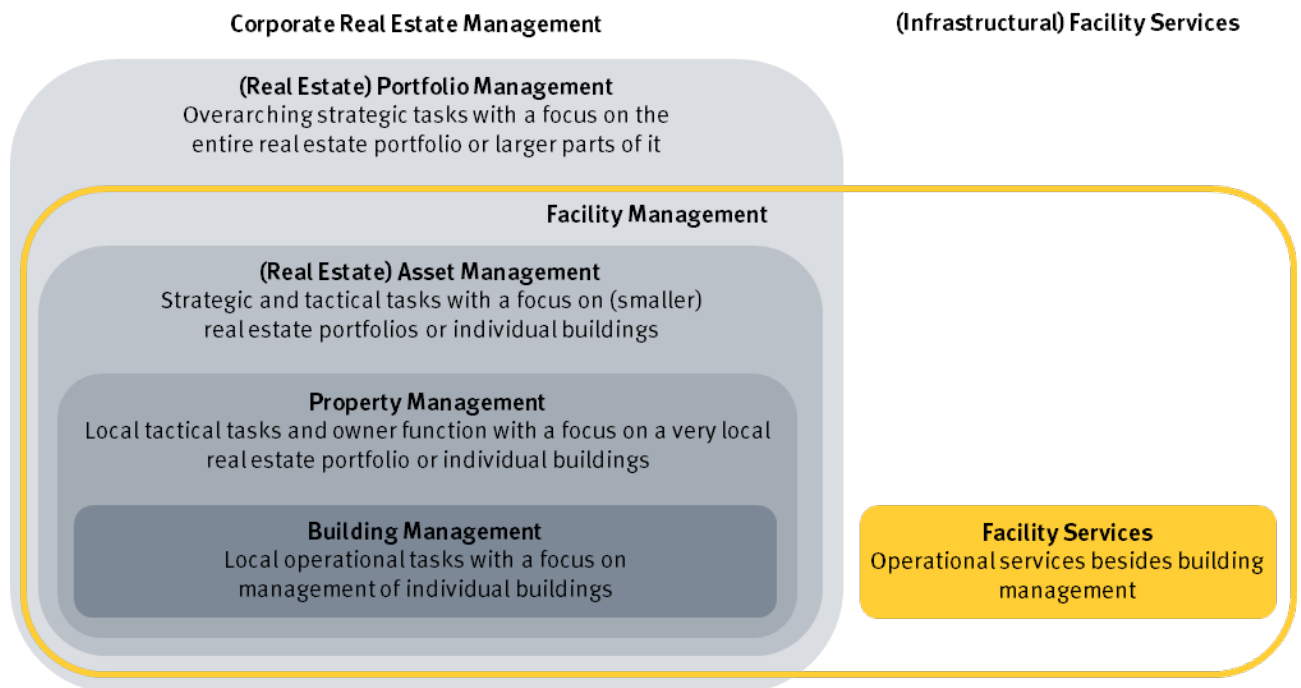 Corporate Real Estate Management
(Infrastructural) Facility Services
(Real Estate) Portfolio Management
Overarching strategic tasks with a focus on the
entire real estate portfolio or larger parts of it
Facility Management
(Real Estate) Asset Management
Strategic and tactical tasks with a focus on (smaller)
real estate portfolios or individual buildings
Property Management
Local tactical tasks and owner function with a focus on a very local
real estate portfolio or individual buildings
Building Management
Local operational tasks with a focus on
management of individual buildings
Facility Services
Operational services besides building
management